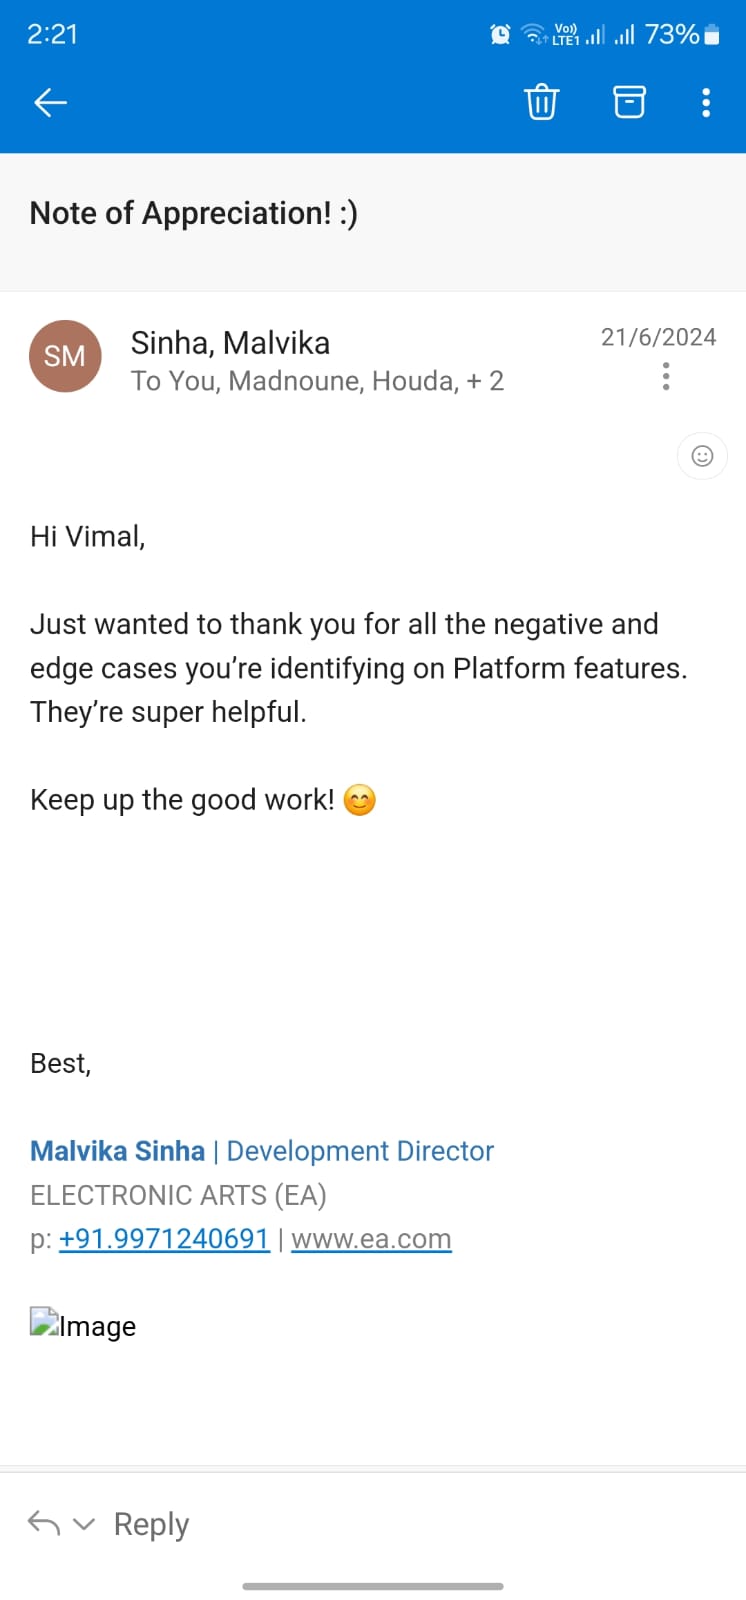 2:21
Vo))
LTE1
73%
Note of Appreciation! :)
SM
Sinha, Malvika
21/6/2024
To You, Madnoune, Houda, + 2
Hi Vimal,
Just wanted to thank you for all the negative and
edge cases you’re identifying on Platform features.
They’re super helpful.
Keep up the good work! 😊
Best,
Malvika Sinha | Development Director
ELECTRONIC ARTS (EA)
p: +91.9971240691 | www.ea.com
Image
Reply